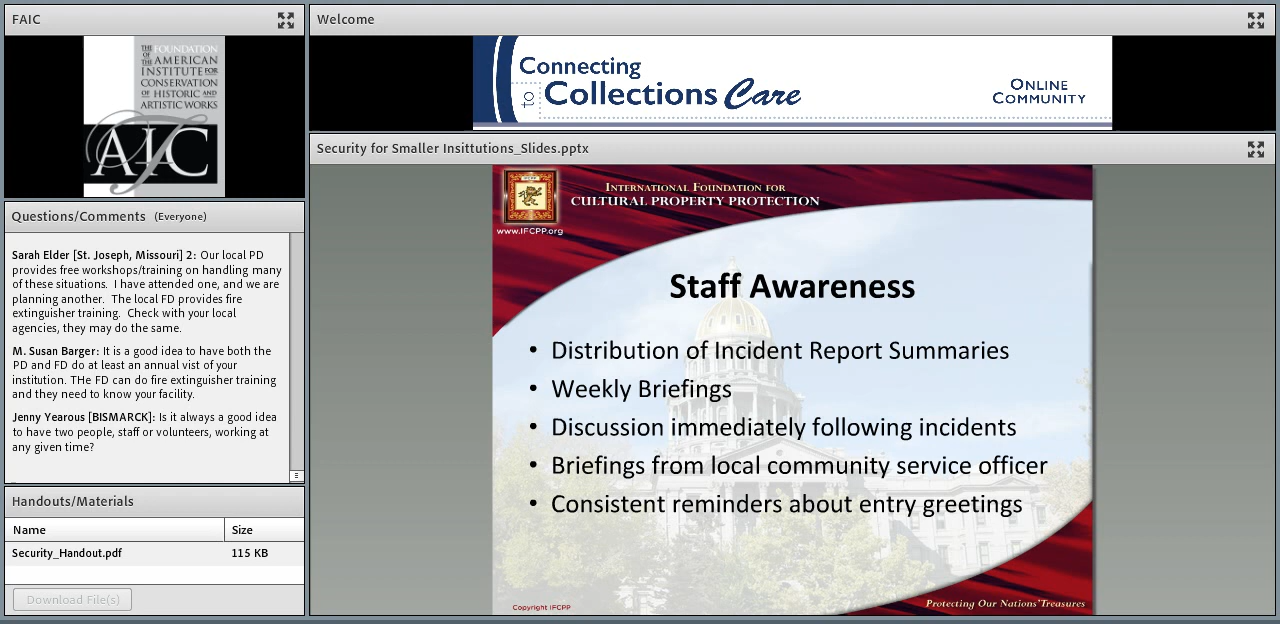 FAIC
THE FOUNDATION
OF THE AMERICAN
INSTITUTE FOR
CONSERVATION
OF HISTORIC AND
ARTISTIC WORKS
AIC
Questions/Comments (Everyone)
Sarah Elder [St. Joseph, Missouri] 2: Our local PD
provides free workshops/training on handling many
of these situations.  I have attended one, and we are
planning another.  The local FD provides fire
extinguisher training.  Check with your local
agencies, they may do the same.
M. Susan Barger: It is a good idea to have both the
PD and FD do at least an annual vist of your
institution. THe FD can do fire extinguisher training
and they need to know your facility.
Jenny Yearous [BISMARCK]: Is it always a good idea
to have two people, staff or volunteers, working at
any given time?
Handouts/Materials
Name Size
Security_Handout.pdf 115 KB
Download File(s)
Welcome
Connecting
to Collections Care
ONLINE
COMMUNITY
Security for Smaller Insittutions_Slides.pptx
INTERNATIONAL FOUNDATION FOR
CULTURAL PROPERTY PROTECTION
www.IFCPP.org
Staff Awareness
• Distribution of Incident Report Summaries
• Weekly Briefings
• Discussion immediately following incidents
• Briefings from local community service officer
• Consistent reminders about entry greetings
Copyright IFCPP
Protecting Our Nations' Treasures